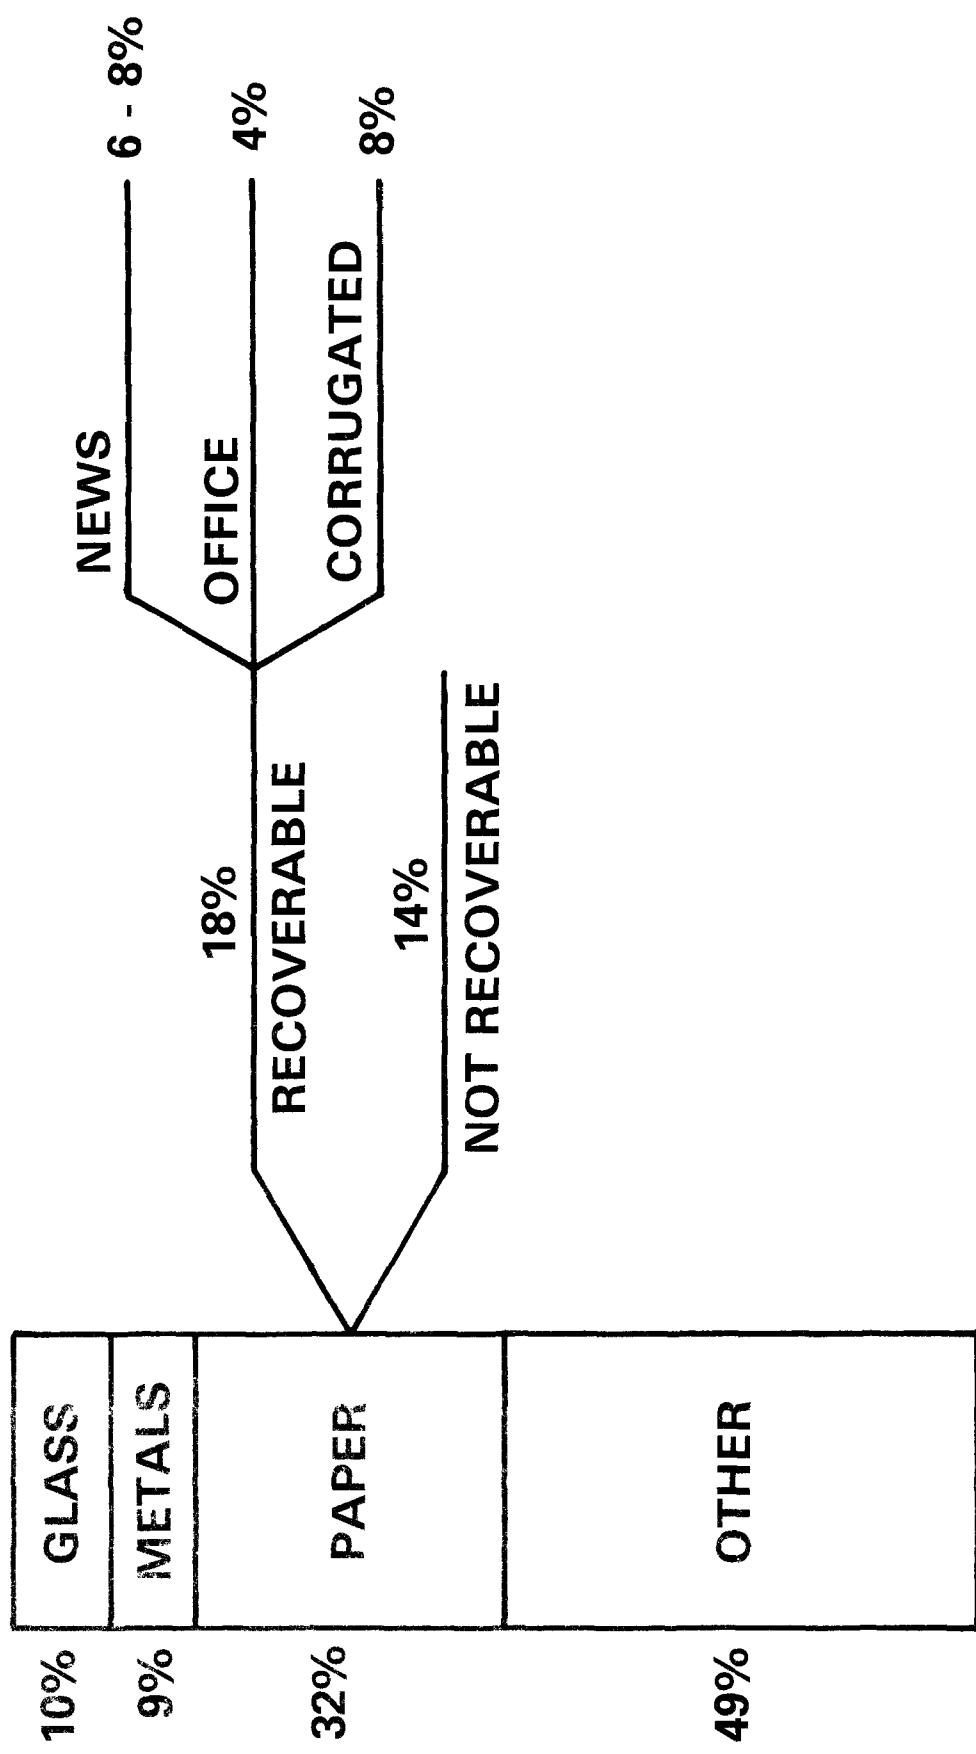 10%
GLASS
9%
METALS
32%
PAPER
49%
OTHER
18%
RECOVERABLE
14%
NOT RECOVERABLE
NEWS
6 - 8%
OFFICE
4%
CORRUGATED
8%